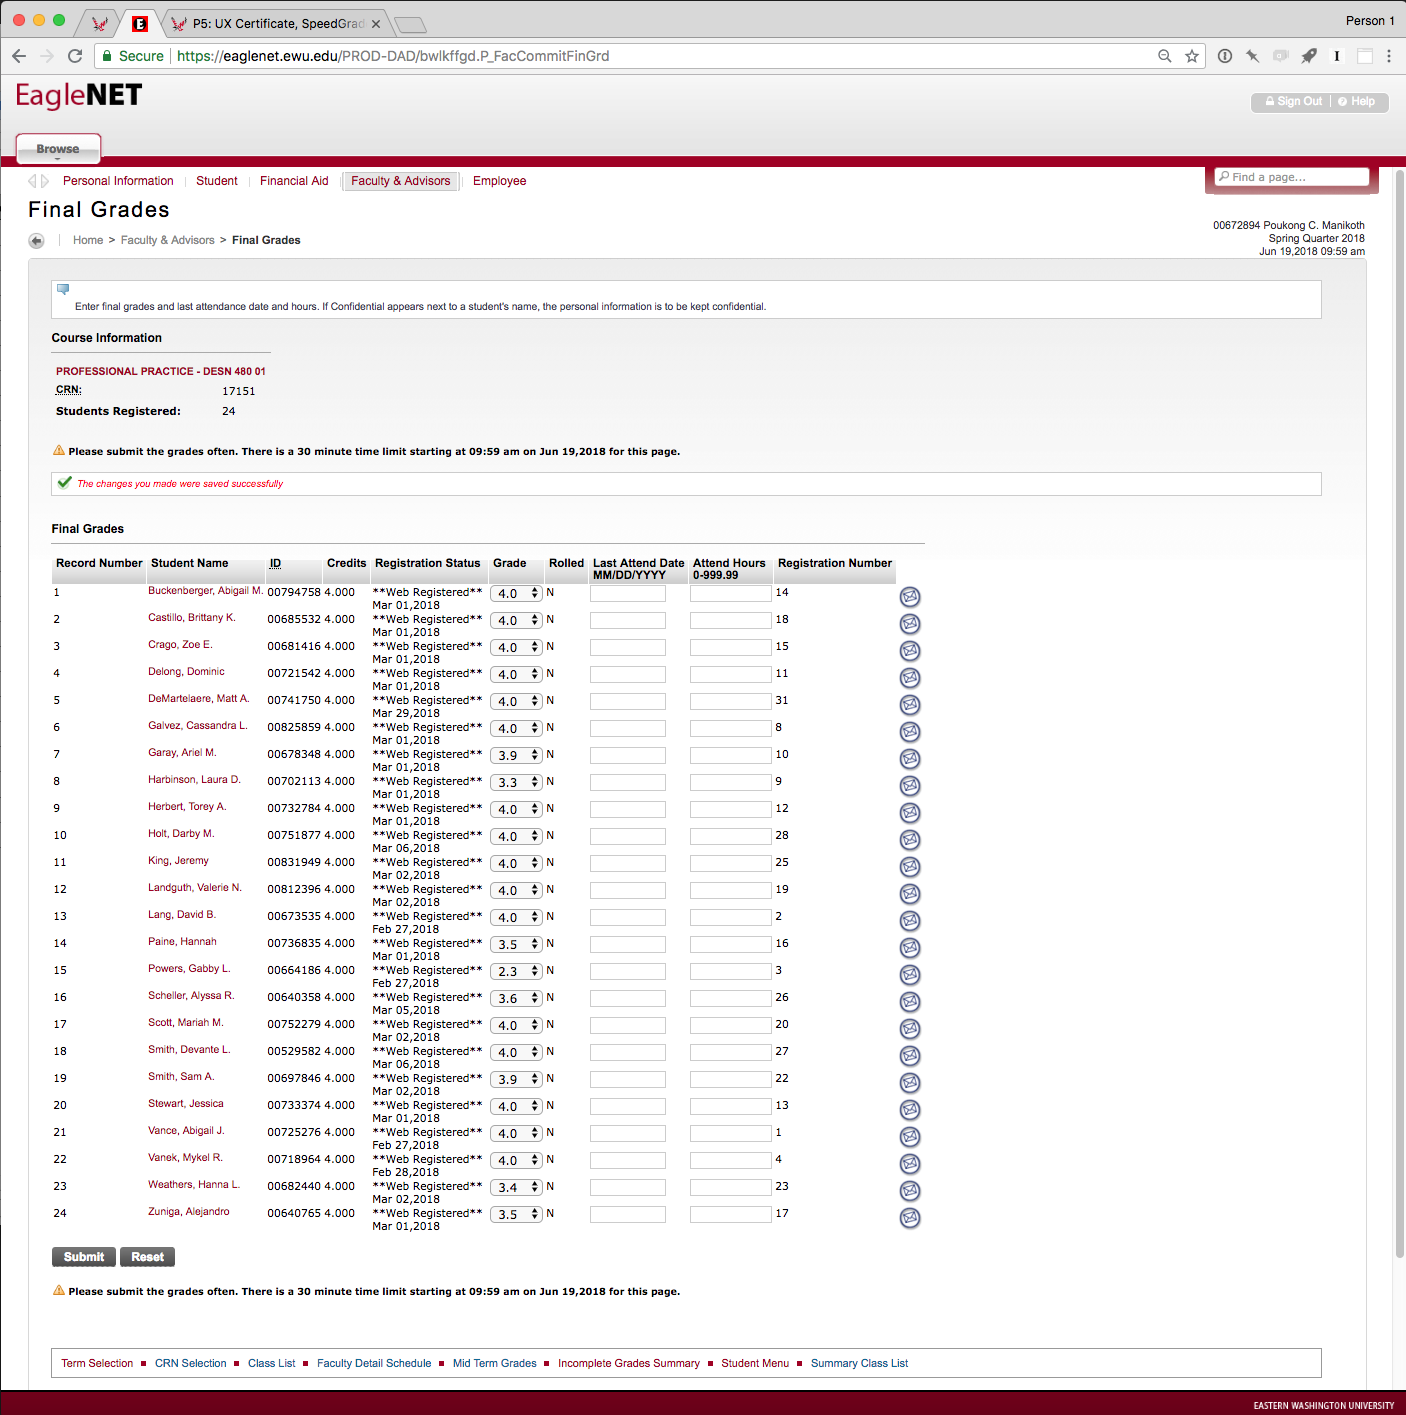 P5: UX Certificate, SpeedGrad
Person 1
Secure https://eaglenet.ewu.edu/PROD-DAD/bwlkffgd.P_FacCommitFinGrd
EagleNET
Sign Out Help
Browse
Personal Information Student Financial Aid Faculty & Advisors Employee
Find a page...
Final Grades
00672894 Poukong C. Manikoth
Home > Faculty & Advisors > Final Grades
Spring Quarter 2018
Jun 19,2018 09:59 am
Enter final grades and last attendance date and hours. If Confidential appears next to a student's name, the personal information is to be kept confidential.
Course Information
PROFESSIONAL PRACTICE - DESN 480 01
CRN: 17151
Students Registered: 24
Please submit the grades often. There is a 30 minute time limit starting at 09:59 am on Jun 19,2018 for this page.
The changes you made were saved successfully
Final Grades
Record Number Student Name ID Credits Registration Status Grade Rolled Last Attend Date MM/DD/YYYY Attend Hours 0-999.99 Registration Number
1 Buckenberger, Abigail M. 00794758 4.000 **Web Registered** Mar 01,2018 4.0 N 14
2 Castillo, Brittany K. 00685532 4.000 **Web Registered** Mar 01,2018 4.0 N 18
3 Crago, Zoe E. 00681416 4.000 **Web Registered** Mar 01,2018 4.0 N 15
4 Delong, Dominic 00721542 4.000 **Web Registered** Mar 01,2018 4.0 N 11
5 DeMartelaere, Matt A. 00741750 4.000 **Web Registered** Mar 29,2018 4.0 N 31
6 Galvez, Cassandra L. 00825859 4.000 **Web Registered** Mar 01,2018 4.0 N 8
7 Garay, Ariel M. 00678348 4.000 **Web Registered** Mar 01,2018 3.9 N 10
8 Harbinson, Laura D. 00702113 4.000 **Web Registered** Mar 01,2018 3.3 N 9
9 Herbert, Torey A. 00732784 4.000 **Web Registered** Mar 01,2018 4.0 N 12
10 Holt, Darby M. 00751877 4.000 **Web Registered** Mar 06,2018 4.0 N 28
11 King, Jeremy 00831949 4.000 **Web Registered** Mar 02,2018 4.0 N 25
12 Landguth, Valerie N. 00812396 4.000 **Web Registered** Mar 02,2018 4.0 N 19
13 Lang, David B. 00673535 4.000 **Web Registered** Feb 27,2018 4.0 N 2
14 Paine, Hannah 00736835 4.000 **Web Registered** Mar 01,2018 3.5 N 16
15 Powers, Gabby L. 00664186 4.000 **Web Registered** Feb 27,2018 2.3 N 3
16 Scheller, Alyssa R. 00640358 4.000 **Web Registered** Mar 05,2018 3.6 N 26
17 Scott, Mariah M. 00752279 4.000 **Web Registered** Mar 02,2018 4.0 N 20
18 Smith, Devante L. 00529582 4.000 **Web Registered** Mar 06,2018 4.0 N 27
19 Smith, Sam A. 00697846 4.000 **Web Registered** Mar 02,2018 3.9 N 22
20 Stewart, Jessica 00733374 4.000 **Web Registered** Mar 01,2018 4.0 N 13
21 Vance, Abigail J. 00725276 4.000 **Web Registered** Feb 27,2018 4.0 N 1
22 Vanek, Mykel R. 00718964 4.000 **Web Registered** Feb 28,2018 4.0 N 4
23 Weathers, Hanna L. 00682440 4.000 **Web Registered** Mar 02,2018 3.4 N 23
24 Zuniga, Alejandro 00640765 4.000 **Web Registered** Mar 01,2018 3.5 N 17
Submit Reset
Please submit the grades often. There is a 30 minute time limit starting at 09:59 am on Jun 19,2018 for this page.
Term Selection CRN Selection Class List Faculty Detail Schedule Mid Term Grades Incomplete Grades Summary Student Menu Summary Class List
EASTERN WASHINGTON UNIVERSITY